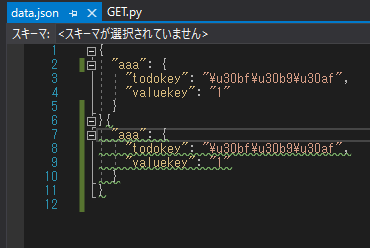 data.json GET.py
スキーマ: <スキーマが選択されていません>
1 {
2 "aaa": {
3 "todokey": "¥u30bf¥u30b9¥u30af",
4 "valuekey": "1"
5 }
6 }{
7 "aaa": {
8 "todokey": "¥u30bf¥u30b9¥u30af",
9 "valuekey": "1"
10 }
11 }
12